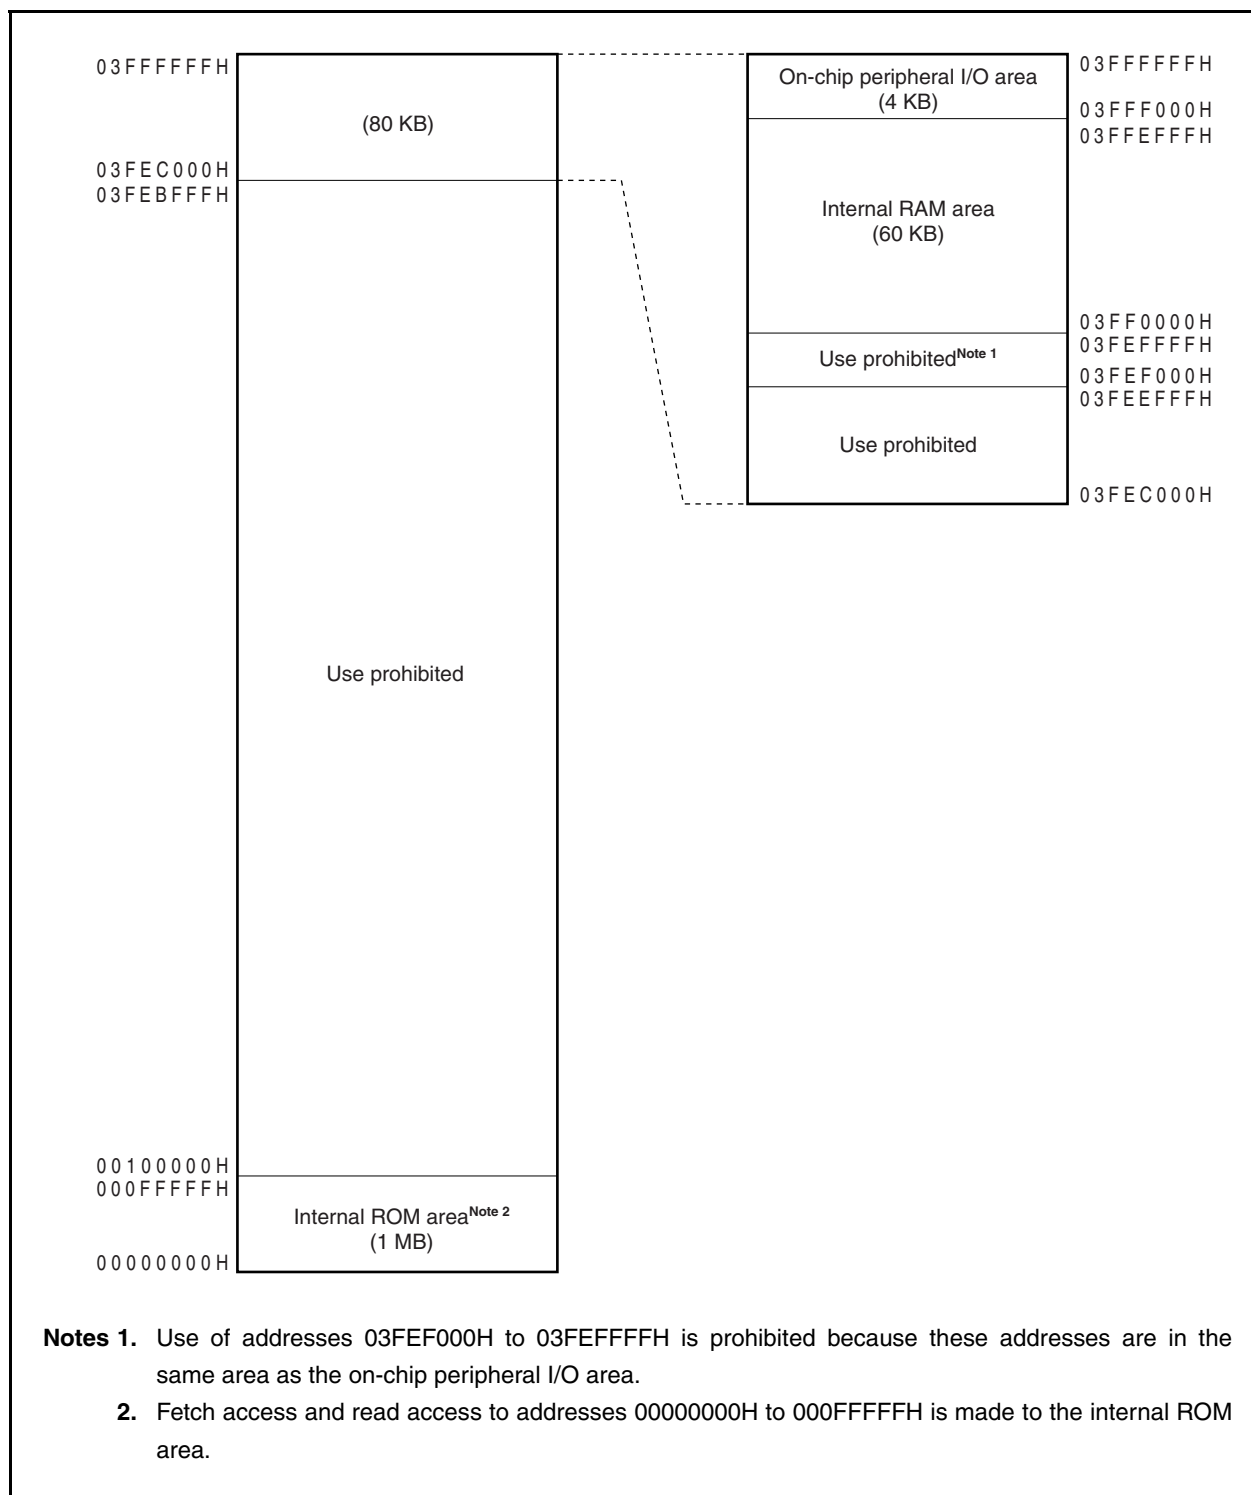 03FFFFFFH
(80 KB)
03FEC000H
03FEBFFFH
Use prohibited
00100000H
000FFFFFH
Internal ROM areaNote 2
(1 MB)
00000000H
On-chip peripheral I/O area
(4 KB)
03FFFFFFH
03FFF000H
03FFEFFFH
Internal RAM area
(60 KB)
03FF0000H
03FEFFFFH
Use prohibitedNote 1
03FEF000H
03FEEFFFH
Use prohibited
03FEC000H
Notes 1. Use of addresses 03FEF000H to 03FEFFFFH is prohibited because these addresses are in the
same area as the on-chip peripheral I/O area.
2. Fetch access and read access to addresses 00000000H to 000FFFFFH is made to the internal ROM
area.